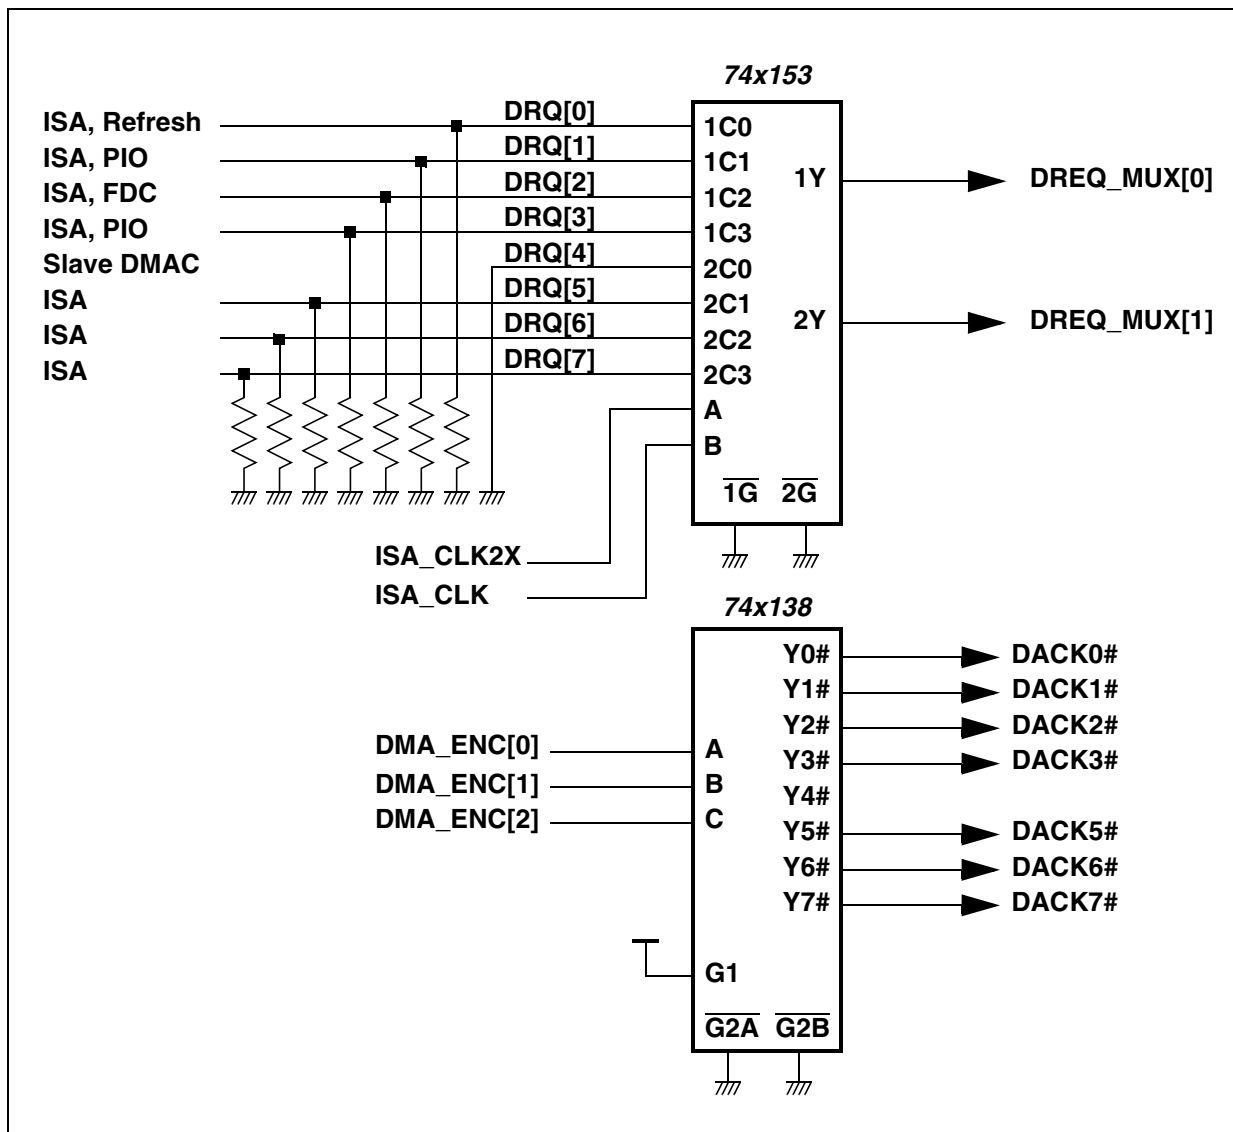 74x153
ISA, Refresh DRQ[0] 1C0
ISA, PIO DRQ[1] 1C1
1Y DREQ_MUX[0]
ISA, FDC DRQ[2] 1C2
ISA, PIO DRQ[3] 1C3
Slave DMAC DRQ[4] 2C0
ISA DRQ[5] 2C1
2Y DREQ_MUX[1]
ISA DRQ[6] 2C2
ISA DRQ[7] 2C3
A
B
1G 2G
ISA_CLK2X
ISA_CLK
74x138
Y0# DACK0#
Y1# DACK1#
Y2# DACK2#
DMA_ENC[0] A
Y3# DACK3#
DMA_ENC[1] B
Y4#
DMA_ENC[2] C
Y5# DACK5#
Y6# DACK6#
Y7# DACK7#
G1
G2A G2B